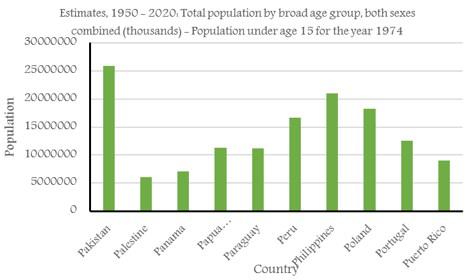 Estimates, 1950 - 2020: Total population by broad age group, both sexes
combined (thousands) - Population under age 15 for the year 1974
30000000
25000000
20000000
15000000
10000000
5000000
0
Population
Pakistan
Palestine
Panama
Papua...
Paraguay
Peru
Philippines
Poland
Portugal
Puerto Rico
Country